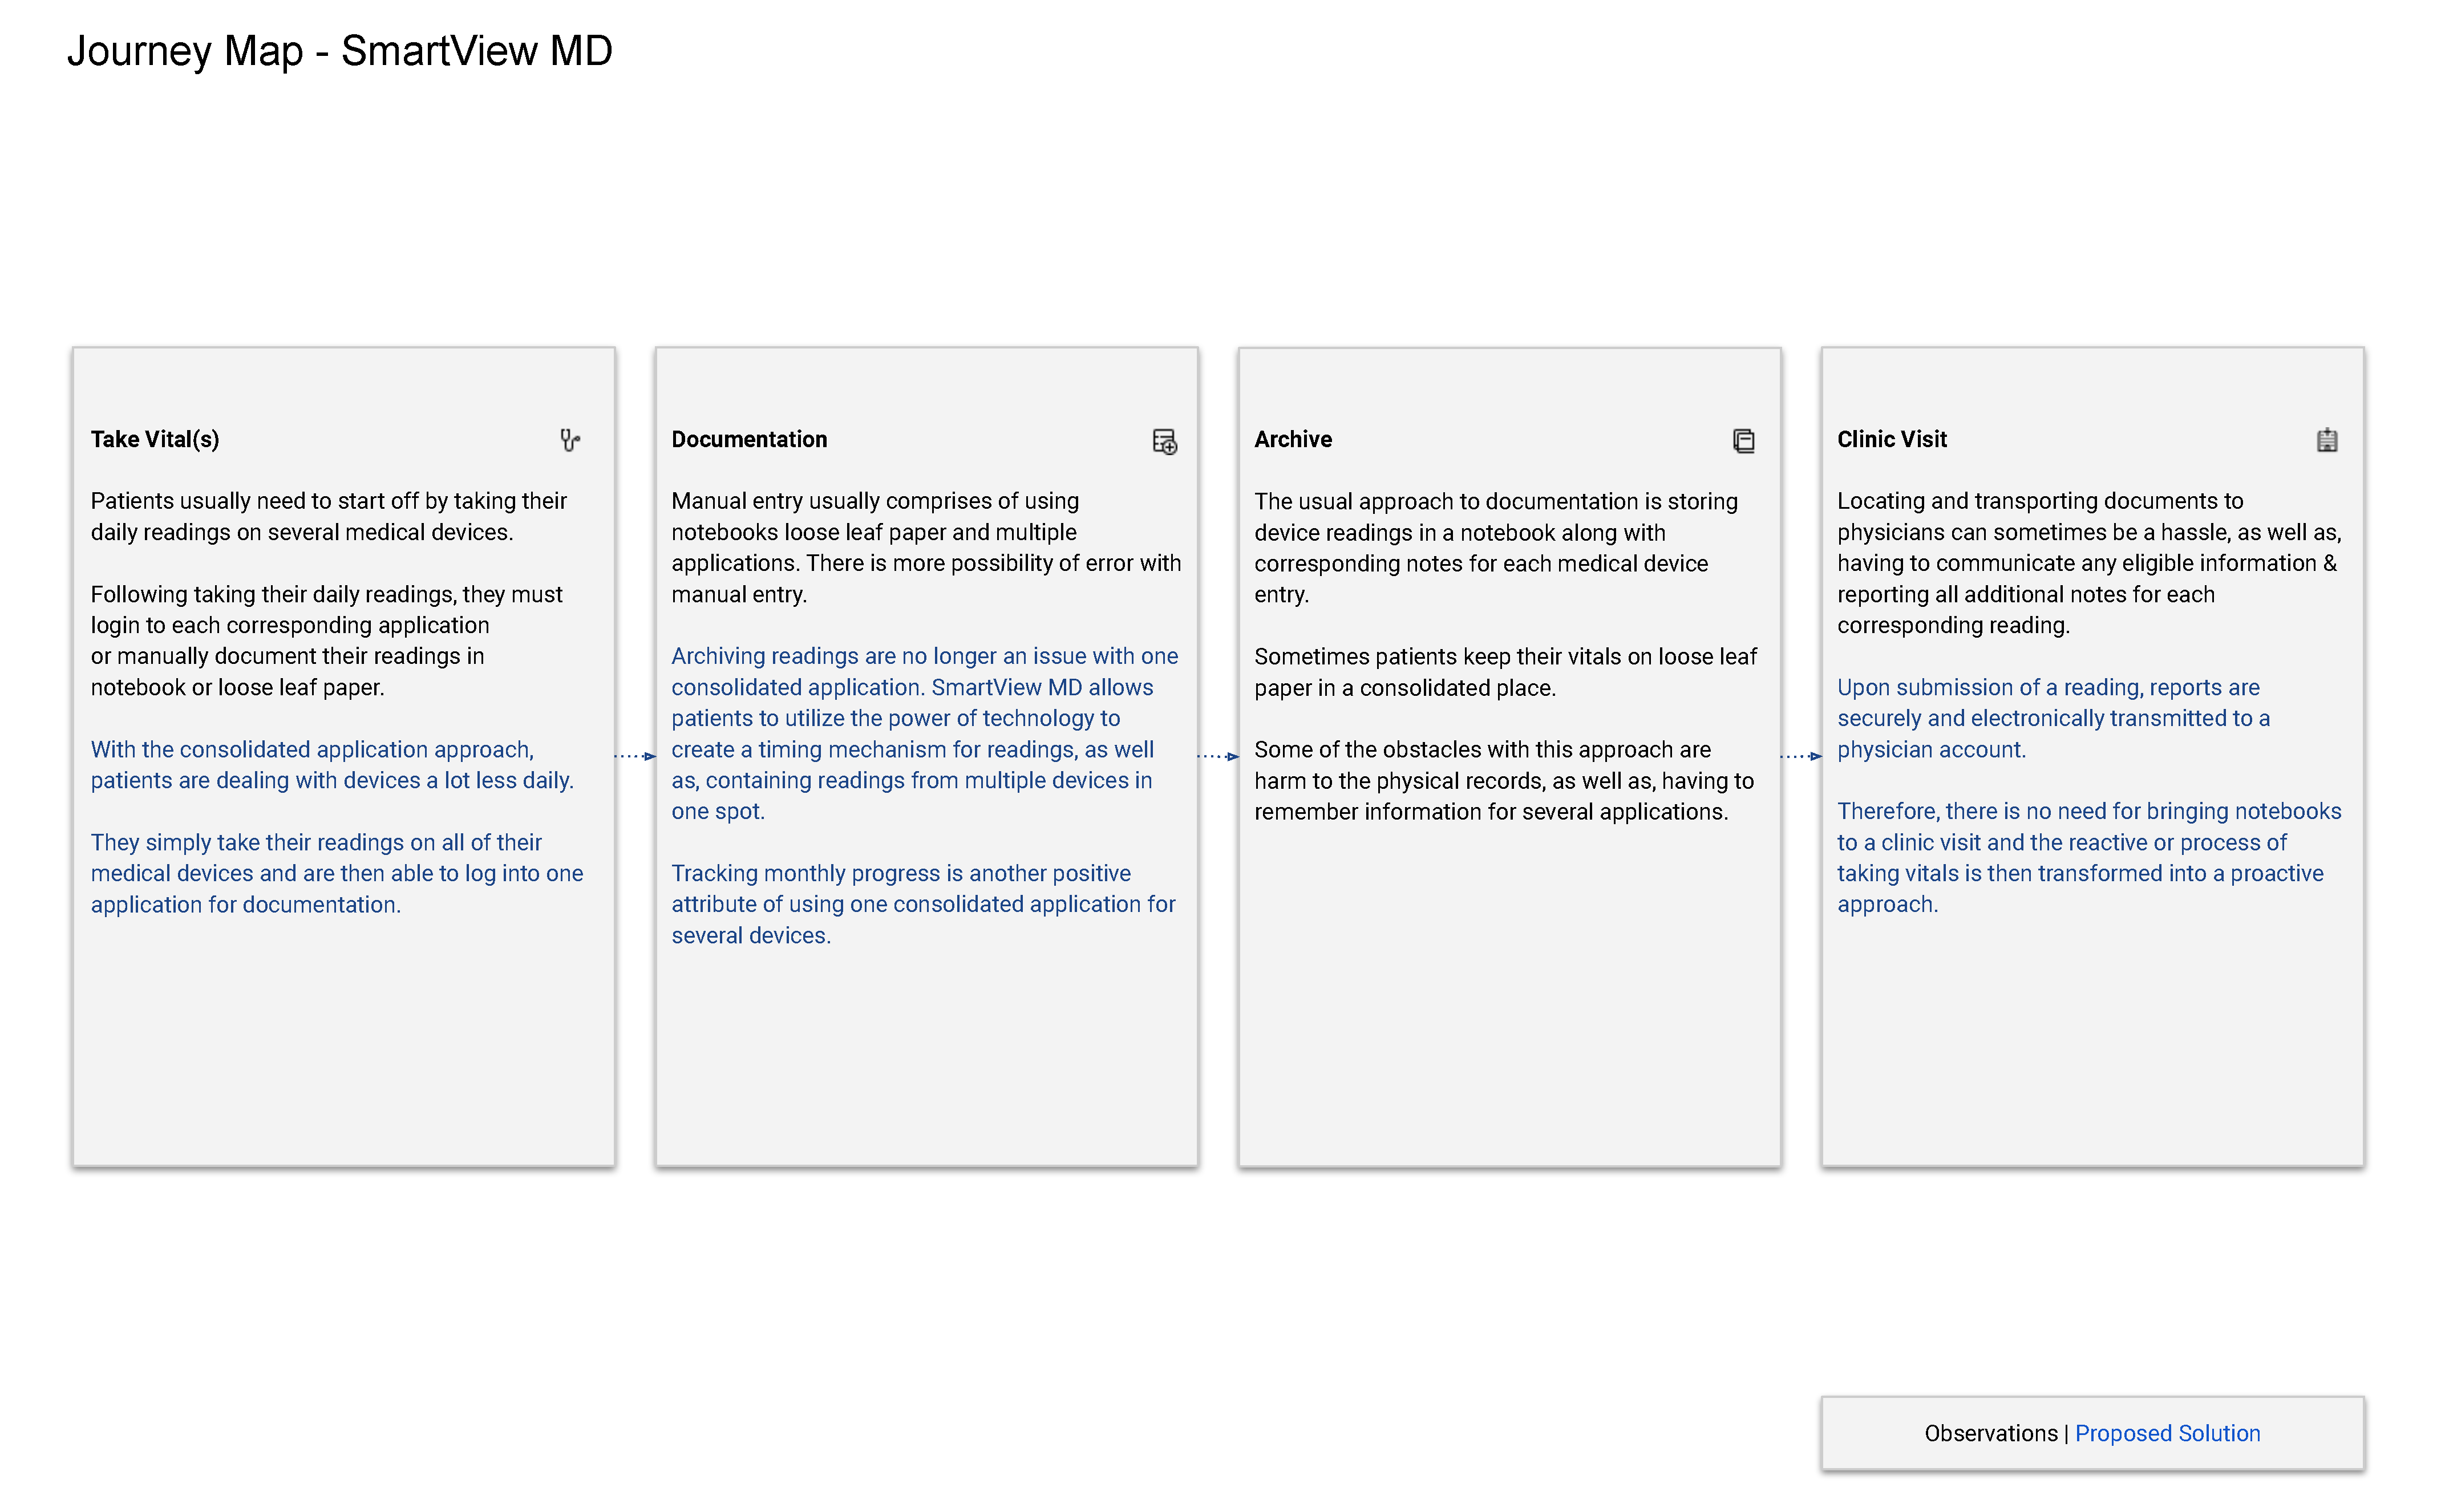 Journey Map - SmartView MD
Take Vital(s)
Patients usually need to start off by taking their
daily readings on several medical devices.
Following taking their daily readings, they must
login to each corresponding application
or manually document their readings in
notebook or loose leaf paper.
With the consolidated application approach,
patients are dealing with devices a lot less daily.
They simply take their readings on all of their
medical devices and are then able to log into one
application for documentation.
Documentation
Manual entry usually comprises of using
notebooks loose leaf paper and multiple
applications. There is more possibility of error with
manual entry.
Archiving readings are no longer an issue with one
consolidated application. SmartView MD allows
patients to utilize the power of technology to
create a timing mechanism for readings, as well
as, containing readings from multiple devices in
one spot.
Tracking monthly progress is another positive
attribute of using one consolidated application for
several devices.
Archive
The usual approach to documentation is storing
device readings in a notebook along with
corresponding notes for each medical device
entry.
Sometimes patients keep their vitals on loose leaf
paper in a consolidated place.
Some of the obstacles with this approach are
harm to the physical records, as well as, having to
remember information for several applications.
Clinic Visit
Locating and transporting documents to
physicians can sometimes be a hassle, as well as,
having to communicate any eligible information &
reporting all additional notes for each
corresponding reading.
Upon submission of a reading, reports are
securely and electronically transmitted to a
physician account.
Therefore, there is no need for bringing notebooks
to a clinic visit and the reactive or process of
taking vitals is then transformed into a proactive
approach.
Observations | Proposed Solution